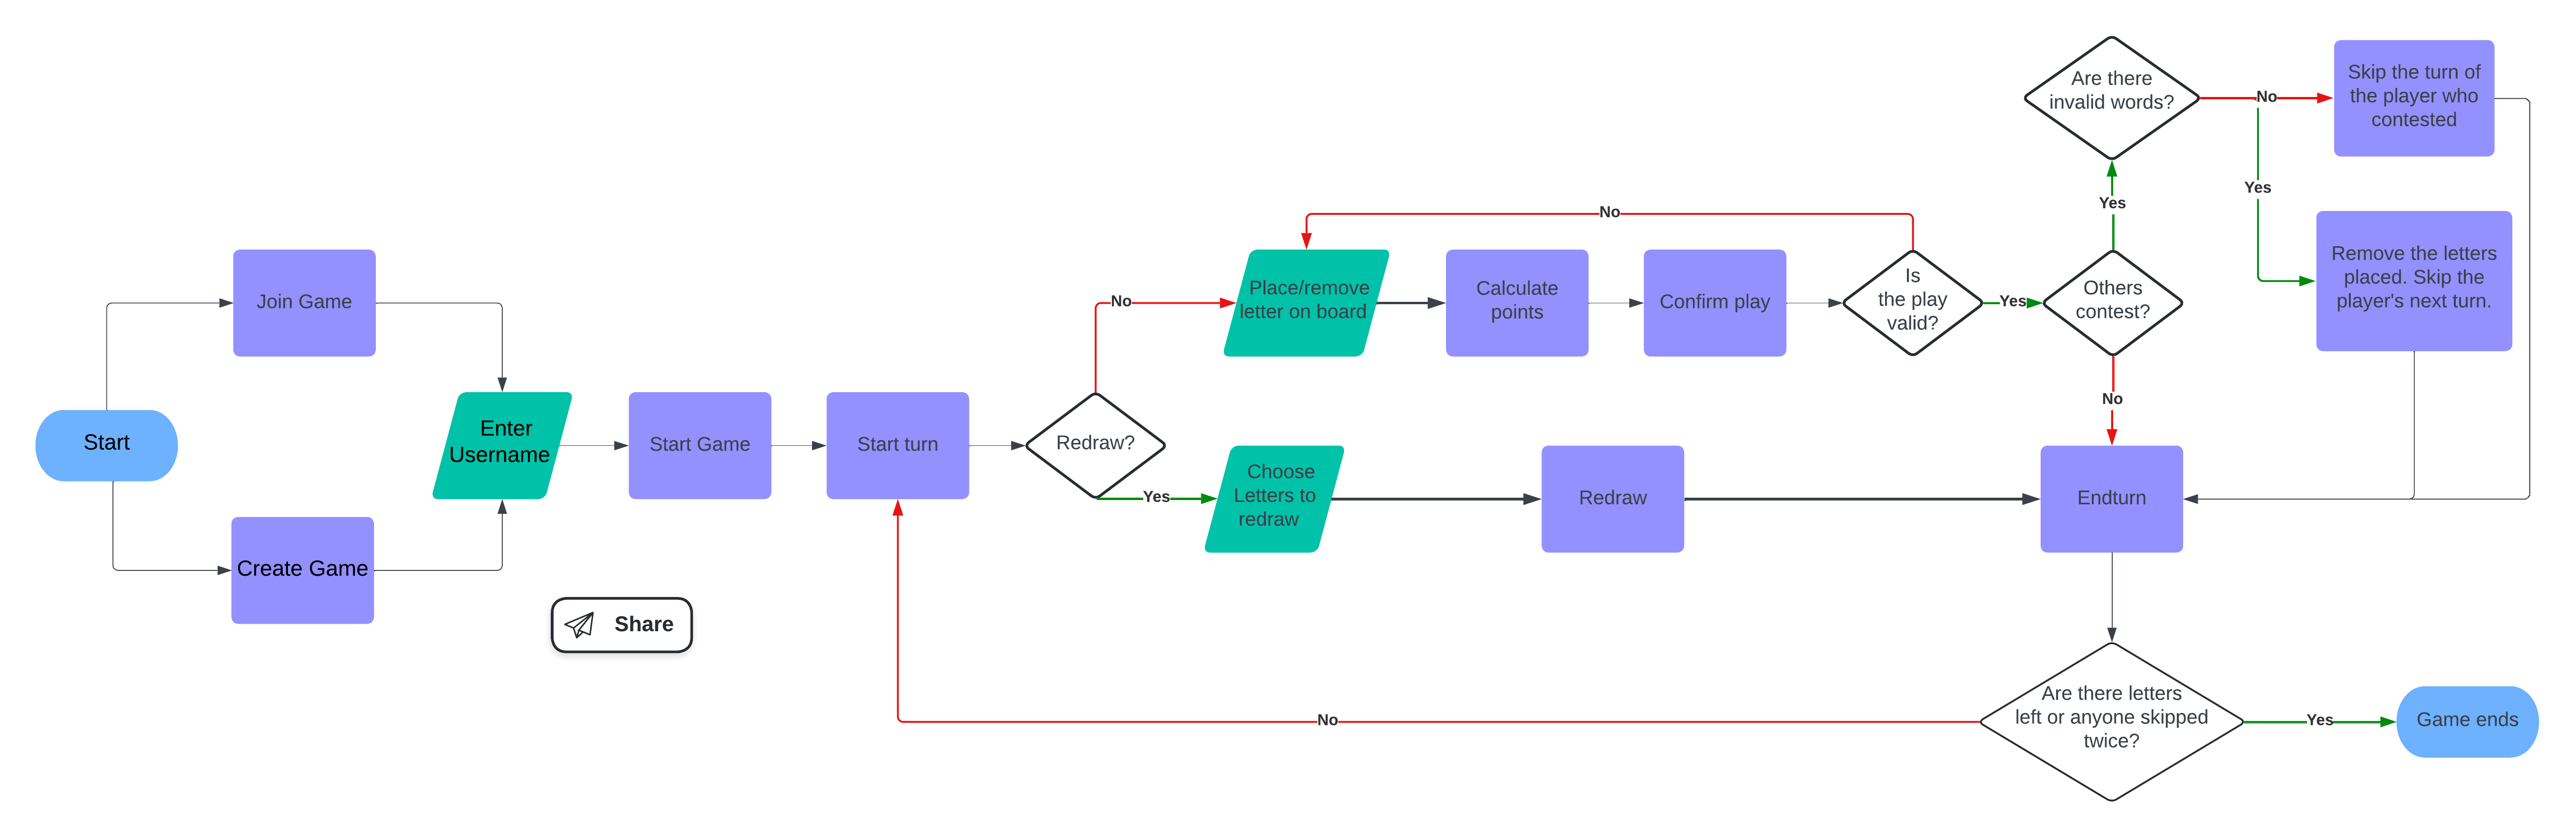 Start
Join Game
Create Game
Enter
Username
Start Game
Start turn
Redraw?
No
Yes
Place/remove
letter on board
Calculate
points
Confirm play
Is
the play
valid?
No
Yes
Others
contest?
Yes
No
Are there
invalid words?
No
Yes
Skip the turn of
the player who
contested
Remove the letters
placed. Skip the
player's next turn.
Choose
Letters to
redraw
Redraw
Endturn
Are there letters
left or anyone skipped
twice?
No
Yes
Game ends
Share